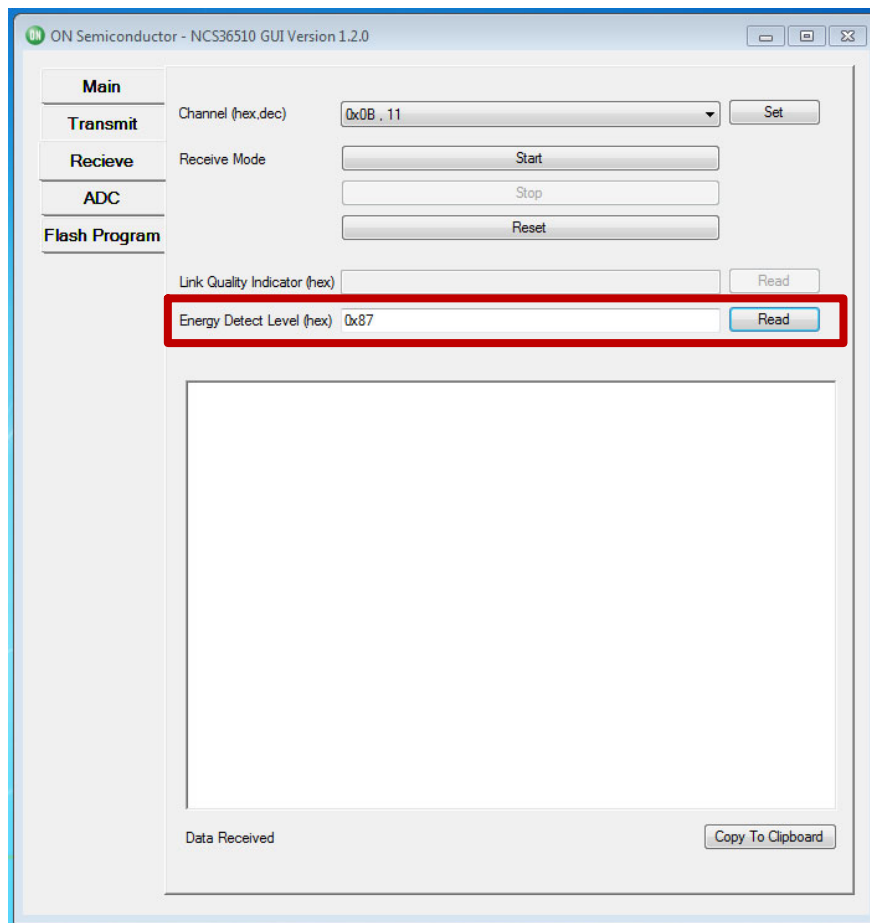 ON ON Semiconductor - NCS36510 GUI Version 1.2.0
Main
Transmit
Recieve
ADC
Flash Program
Channel (hex,dec) 0x0B , 11 Set
Receive Mode Start
Stop
Reset
Link Quality Indicator (hex) Read
Energy Detect Level (hex) 0x87 Read
Data Received Copy To Clipboard